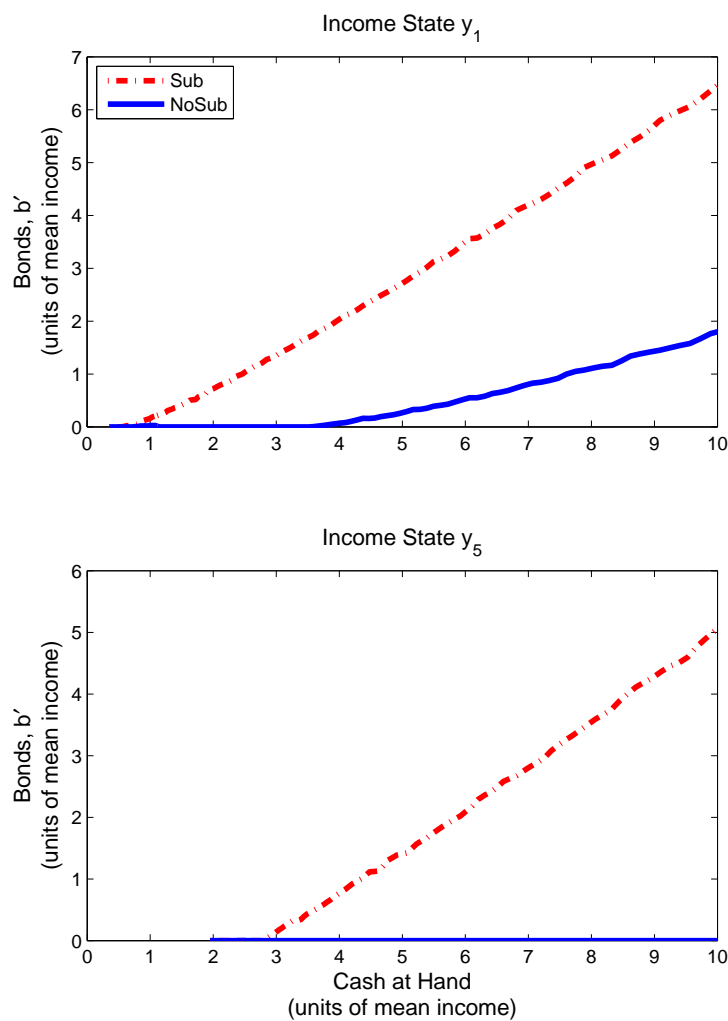 Income State y1
7
6
5
4
3
2
1
0
Bonds, b′
(units of mean income)
Sub
NoSub
0 1 2 3 4 5 6 7 8 9 10
Income State y5
6
5
4
3
2
1
0
Bonds, b′
(units of mean income)
0 1 2 3 4 5 6 7 8 9 10
Cash at Hand
(units of mean income)